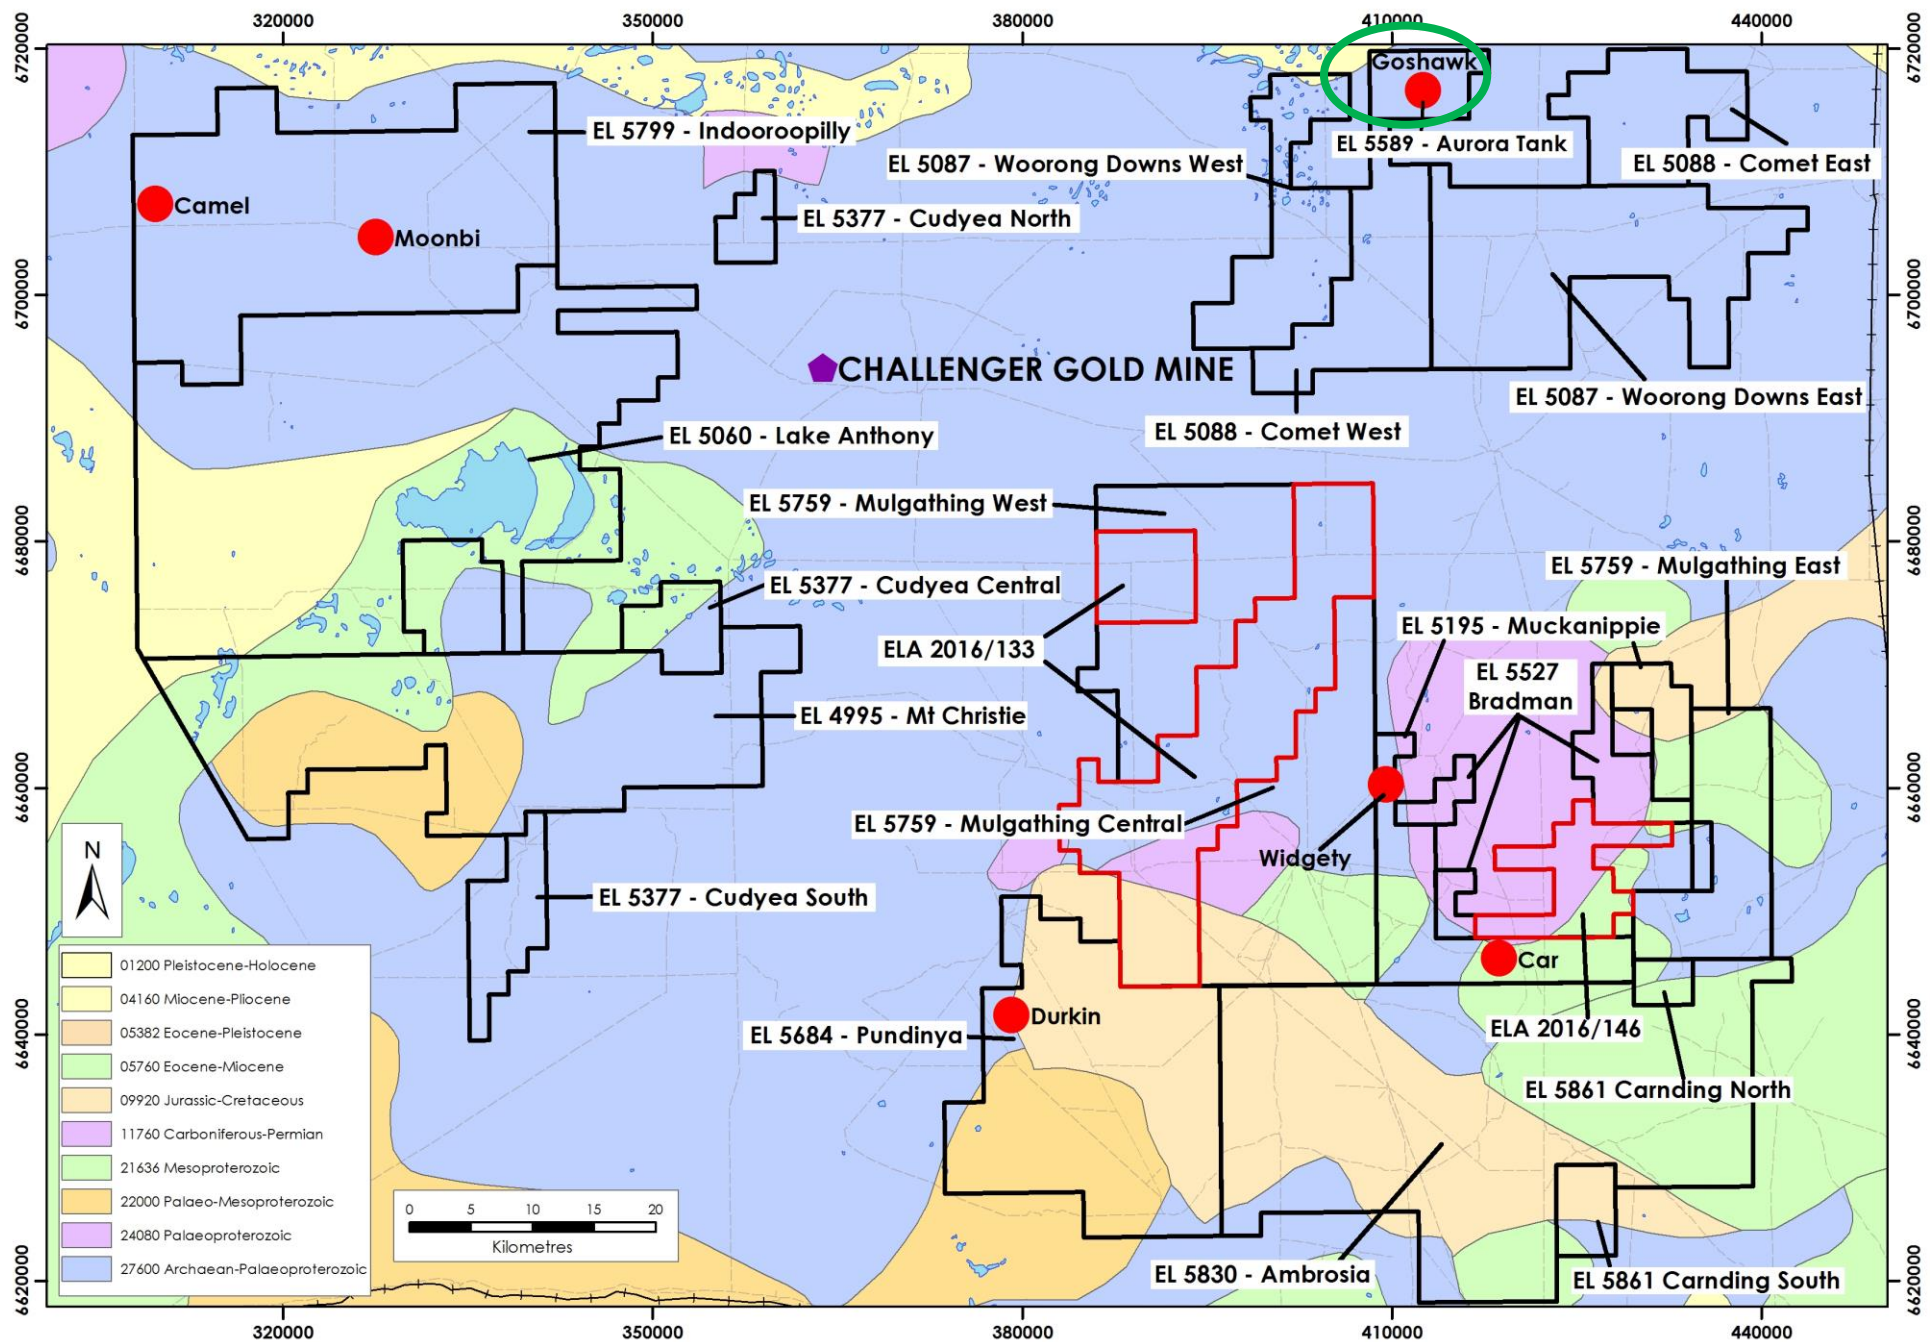 320000
350000
380000
410000
440000
6720000
6720000
Goshawk
EL 5799 - Indooroopilly
EL 5589 - Aurora Tank
EL 5087 - Woorong Downs West
EL 5088 - Comet East
Camel
EL 5377 - Cudyea North
Moonbi
6700000
6700000
CHALLENGER GOLD MINE
EL 5087 - Woorong Downs East
EL 5060 - Lake Anthony
EL 5088 - Comet West
EL 5759 - Mulgathing West
6680000
6680000
EL 5759 - Mulgathing East
EL 5377 - Cudyea Central
EL 5195 - Muckanippie
ELA 2016/133
EL 5527
Bradman
EL 4995 - Mt Christie
6660000
6660000
EL 5759 - Mulgathing Central
Widgety
N
EL 5377 - Cudyea South
Car
01200 Pleistocene-Holocene
04160 Miocene-Pliocene
05382 Eocene-Pleistocene
05760 Eocene-Miocene
09920 Jurassic-Cretaceous
11760 Carboniferous-Permian
21636 Mesoproterozoic
22000 Palaeo-Mesoproterozoic
24080 Palaeoproterozoic
27600 Archaean-Palaeoproterozoic
Durkin
ELA 2016/146
EL 5684 - Pundinya
6640000
6640000
EL 5861 Carnding North
0 5 10 15 20
Kilometres
EL 5830 - Ambrosia
EL 5861 Carnding South
6620000
6620000
320000
350000
380000
410000
440000